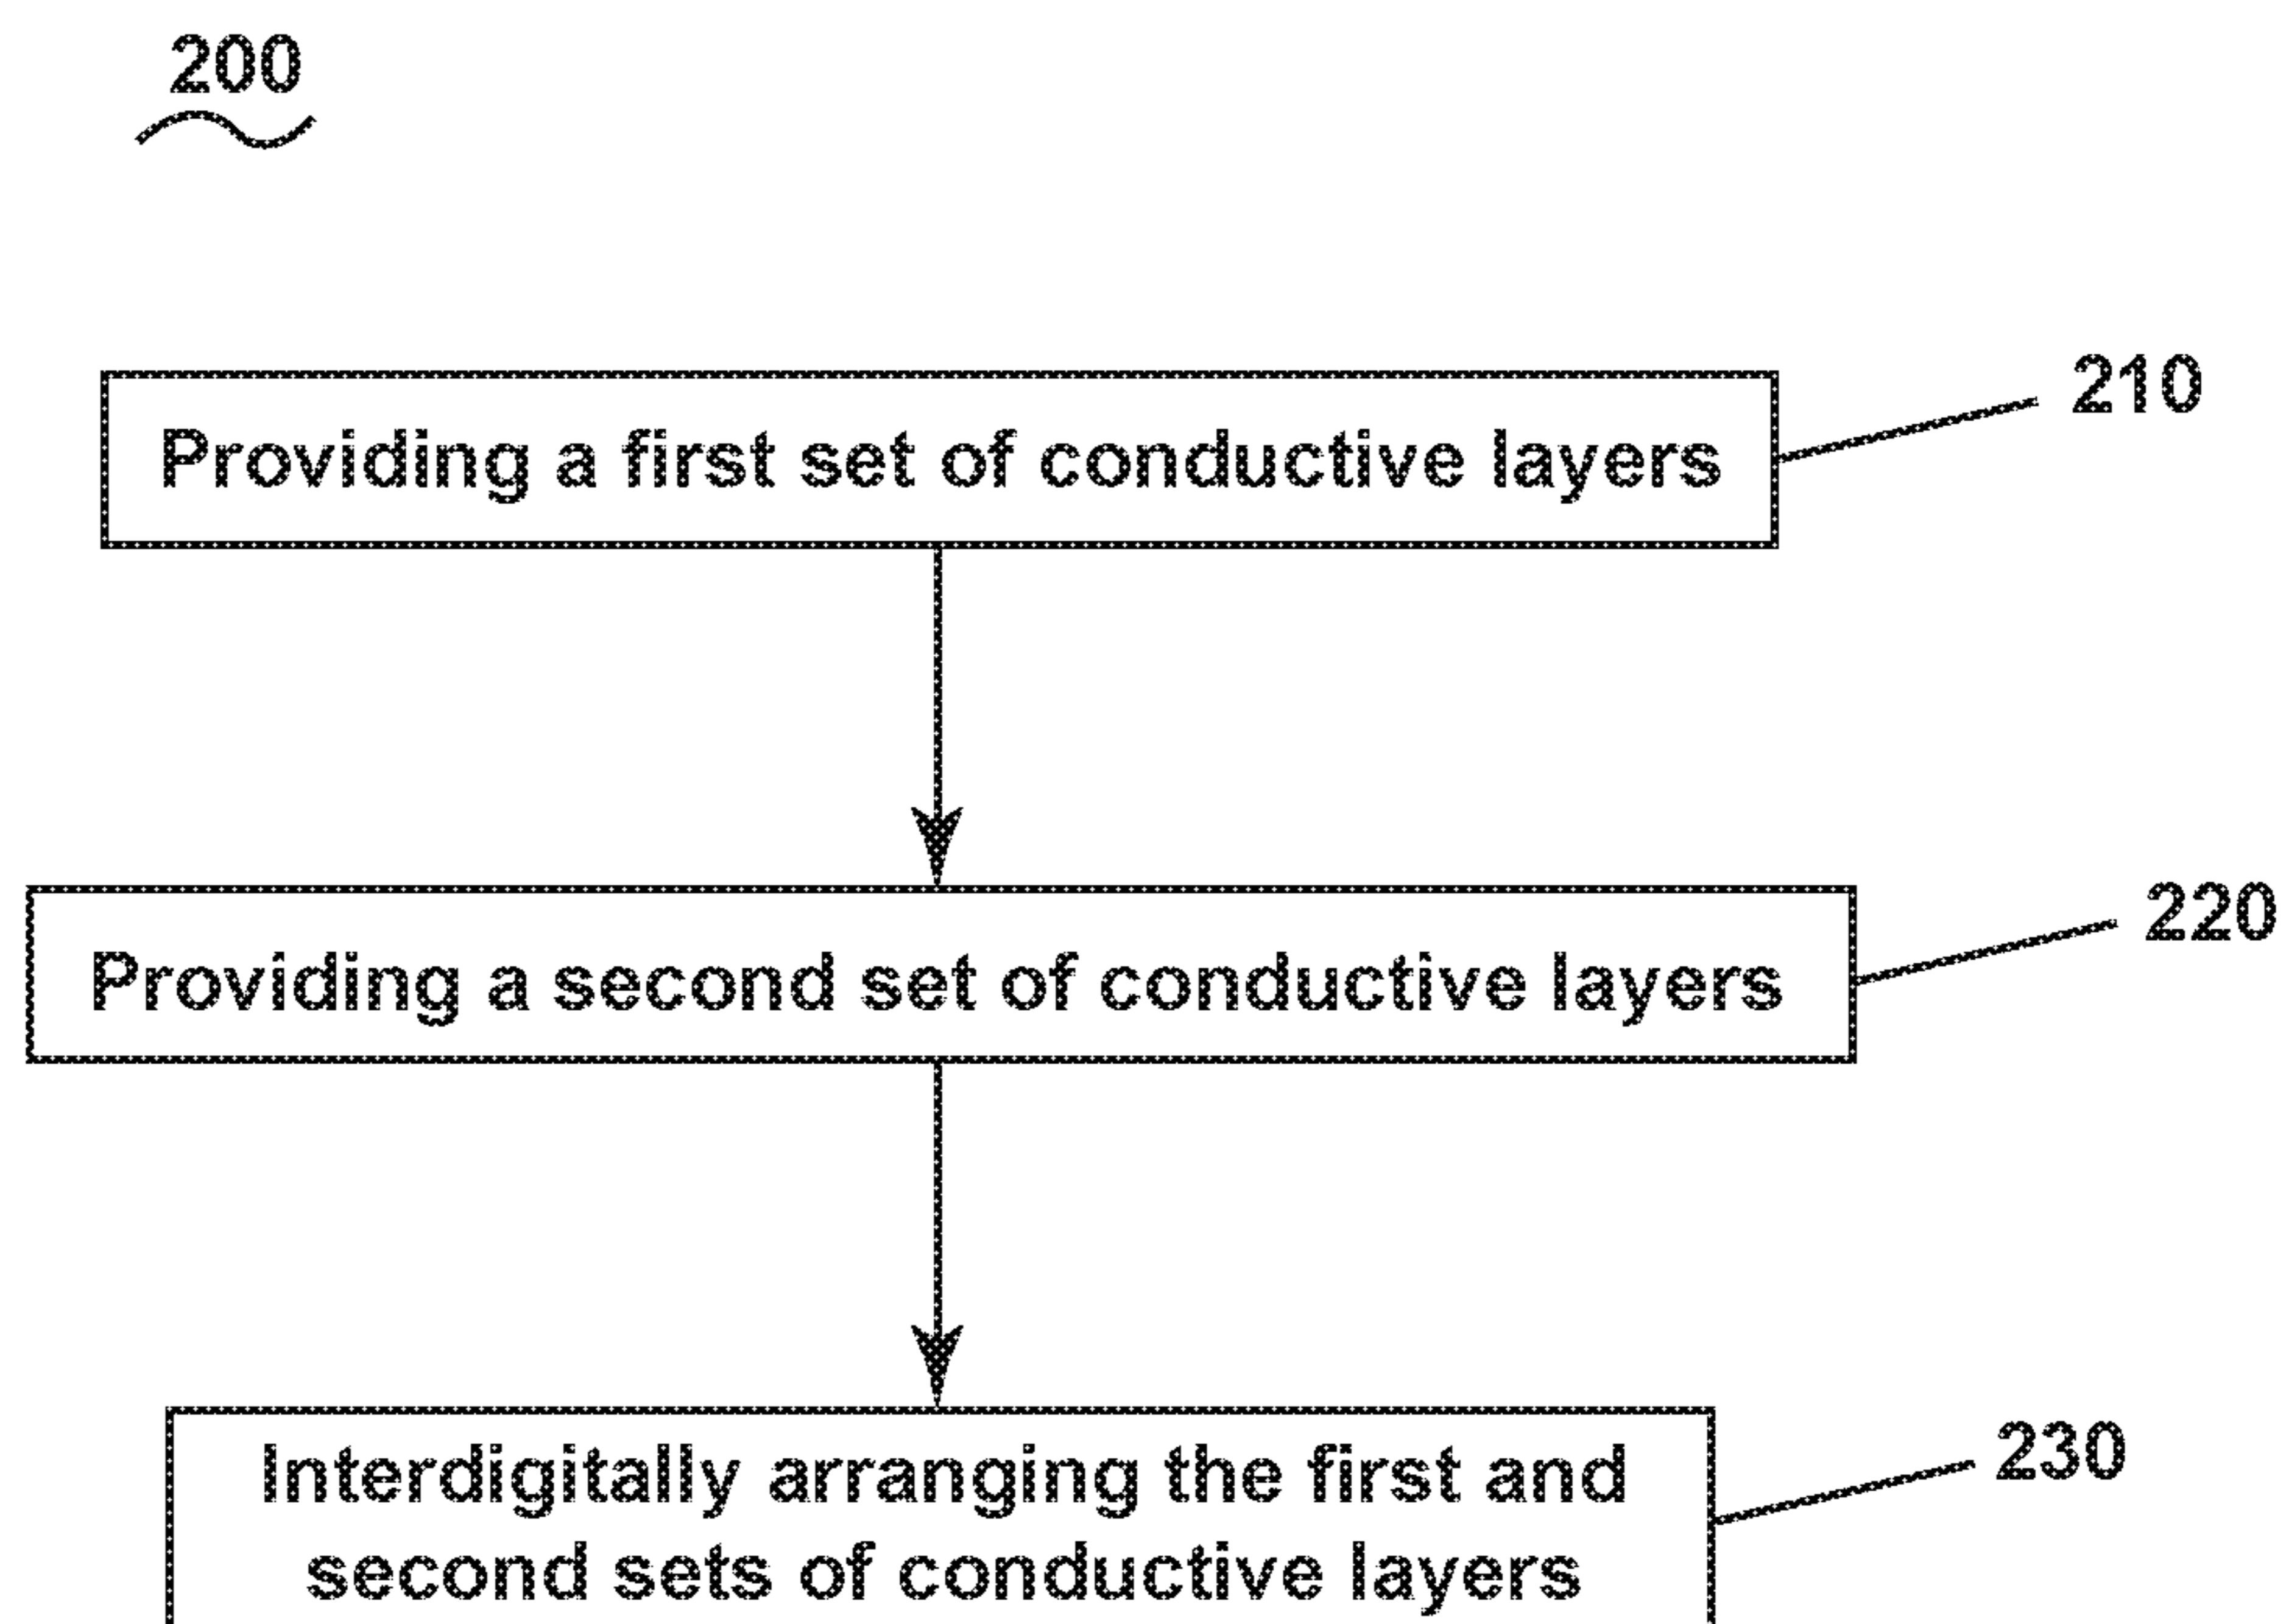 200
210
Providing a first set of conductive layers
220
Providing a second set of conductive layers
230
Interdigitally arranging the first and
second sets of conductive layers